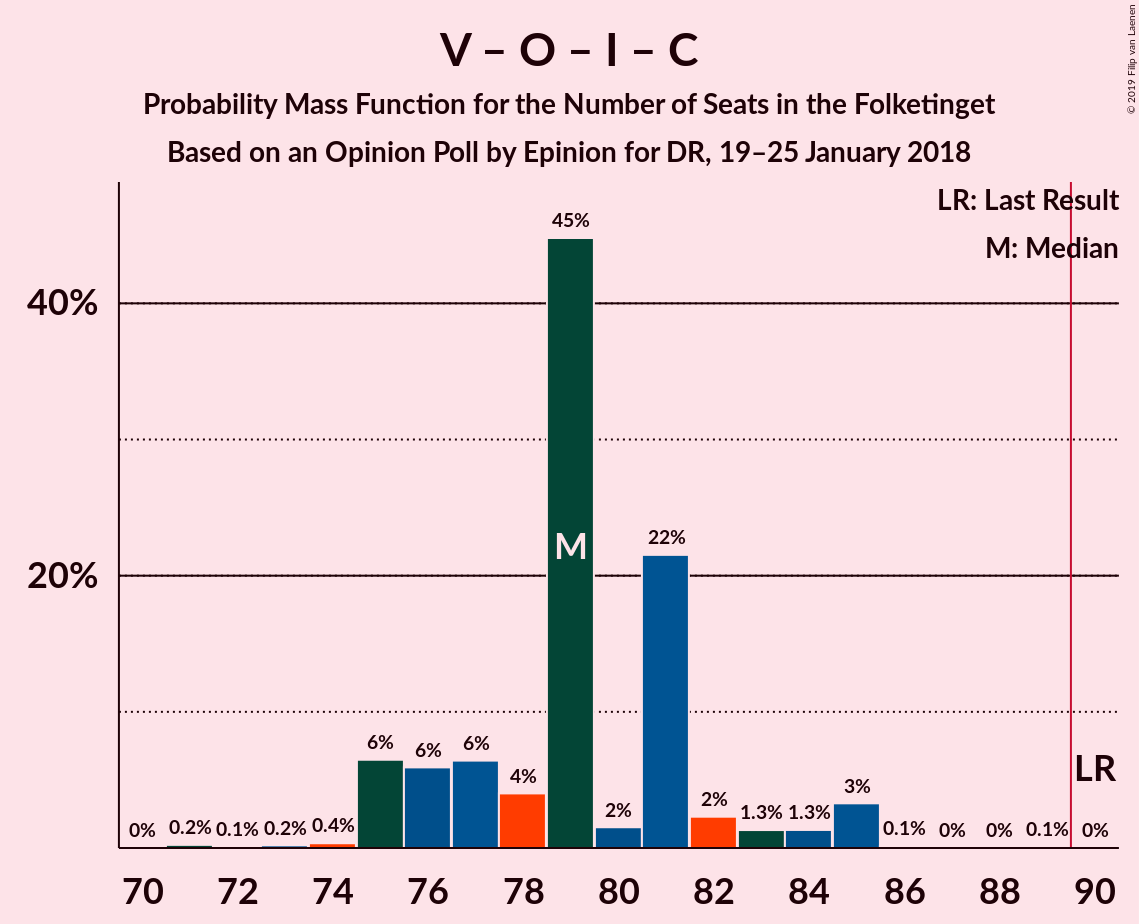 V – O – I – C
Probability Mass Function for the Number of Seats in the Folketinget
Based on an Opinion Poll by Epinion for DR, 19–25 January 2018
© 2019 Filip van Laenen
LR: Last Result
M: Median
45%
40%
M
22%
20%
LR
6% 6% 6% 4% 2% 2% 3%
0% 0.2% 0.1% 0.2% 0.4% 1.3% 1.3% 0.1% 0% 0% 0.1% 0%
70 72 74 76 78 80 82 84 86 88 90